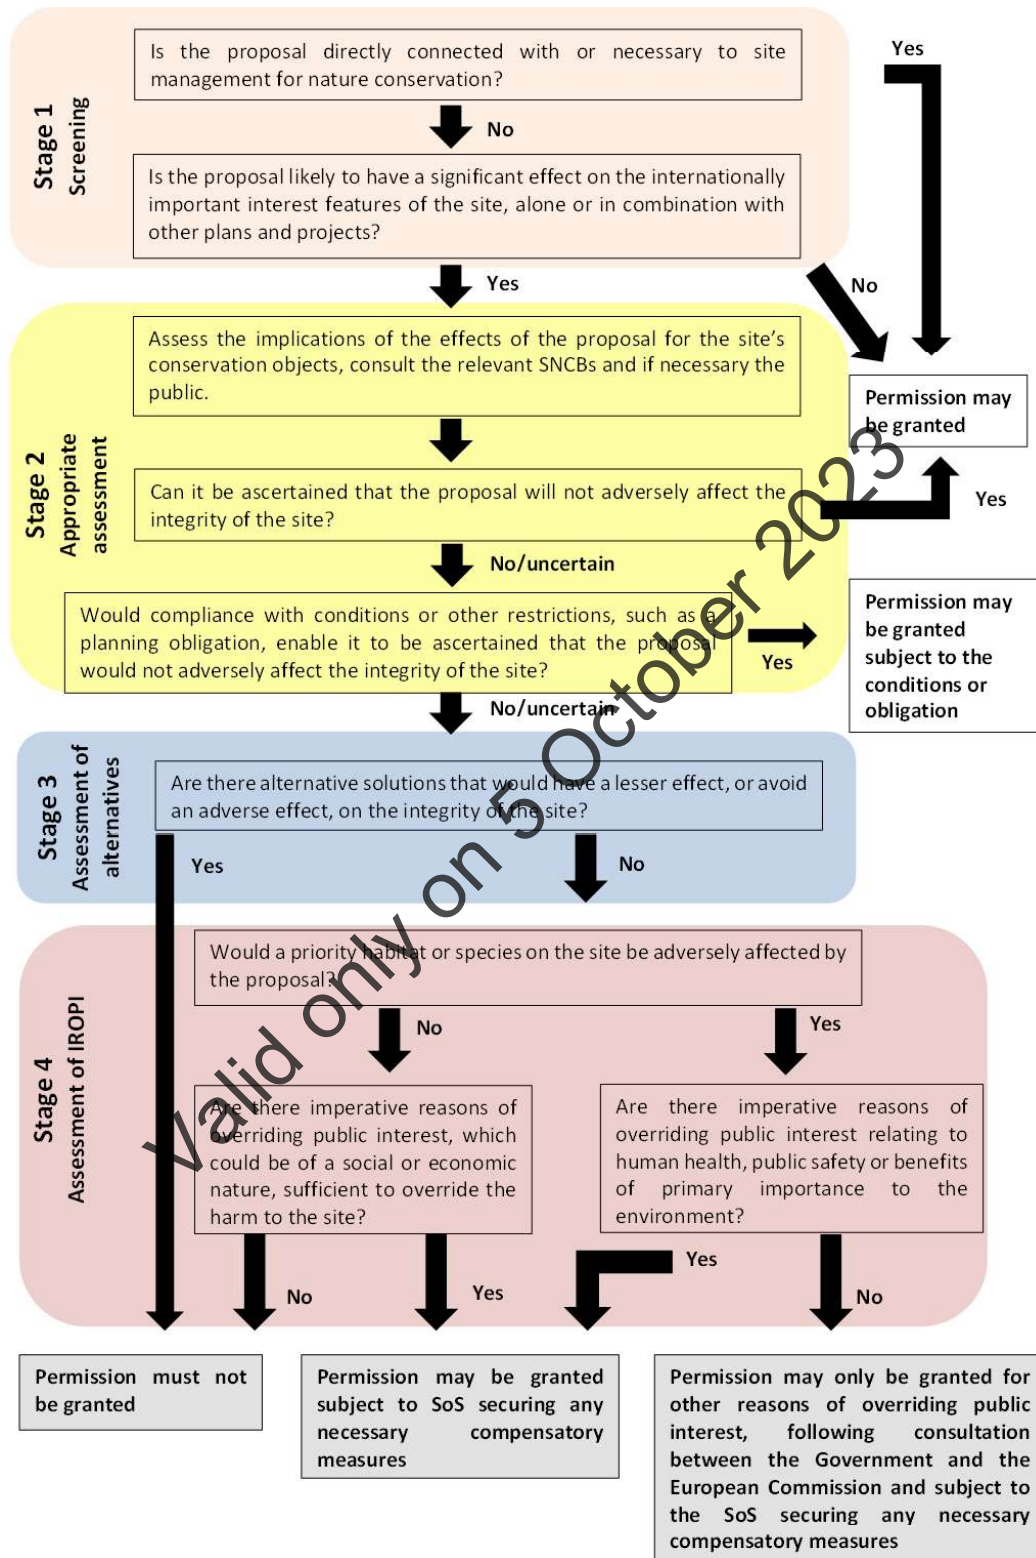 Stage 1
Screening
Is the proposal directly connected with or necessary to site
management for nature conservation?
Yes
No
Is the proposal likely to have a significant effect on the internationally
important interest features of the site, alone or in combination with
other plans and projects?
Yes
No
Stage 2
Appropriate
assessment
Assess the implications of the effects of the proposal for the site's
conservation objects, consult the relevant SNCBs and if necessary the
public.
Permission may
be granted
Can it be ascertained that the proposal will not adversely affect the
integrity of the site?
Yes
No/uncertain
Would compliance with conditions or other restrictions, such as a
planning obligation, enable it to be ascertained that the proposal
would not adversely affect the integrity of the site?
Yes
Permission may
be granted
subject to the
conditions or
obligation
No/uncertain
Stage 3
Assessment of
alternatives
Are there alternative solutions that would have a lesser effect, or avoid
an adverse effect, on the integrity of the site?
Yes
No
Stage 4
Assessment of IROPI
Would a priority habitat or species on the site be adversely affected by
the proposal?
No
Yes
Are there imperative reasons of
overriding public interest, which
could be of a social or economic
nature, sufficient to override the
harm to the site?
Are there imperative reasons of
overriding public interest relating to
human health, public safety or benefits
of primary importance to the
environment?
No
Yes
Yes
No
Permission must not
be granted
Permission may be granted
subject to SoS securing any
necessary compensatory
measures
Permission may only be granted for
other reasons of overriding public
interest, following consultation
between the Government and the
European Commission and subject to
the SoS securing any necessary
compensatory measures
Valid only on 5 October 2023